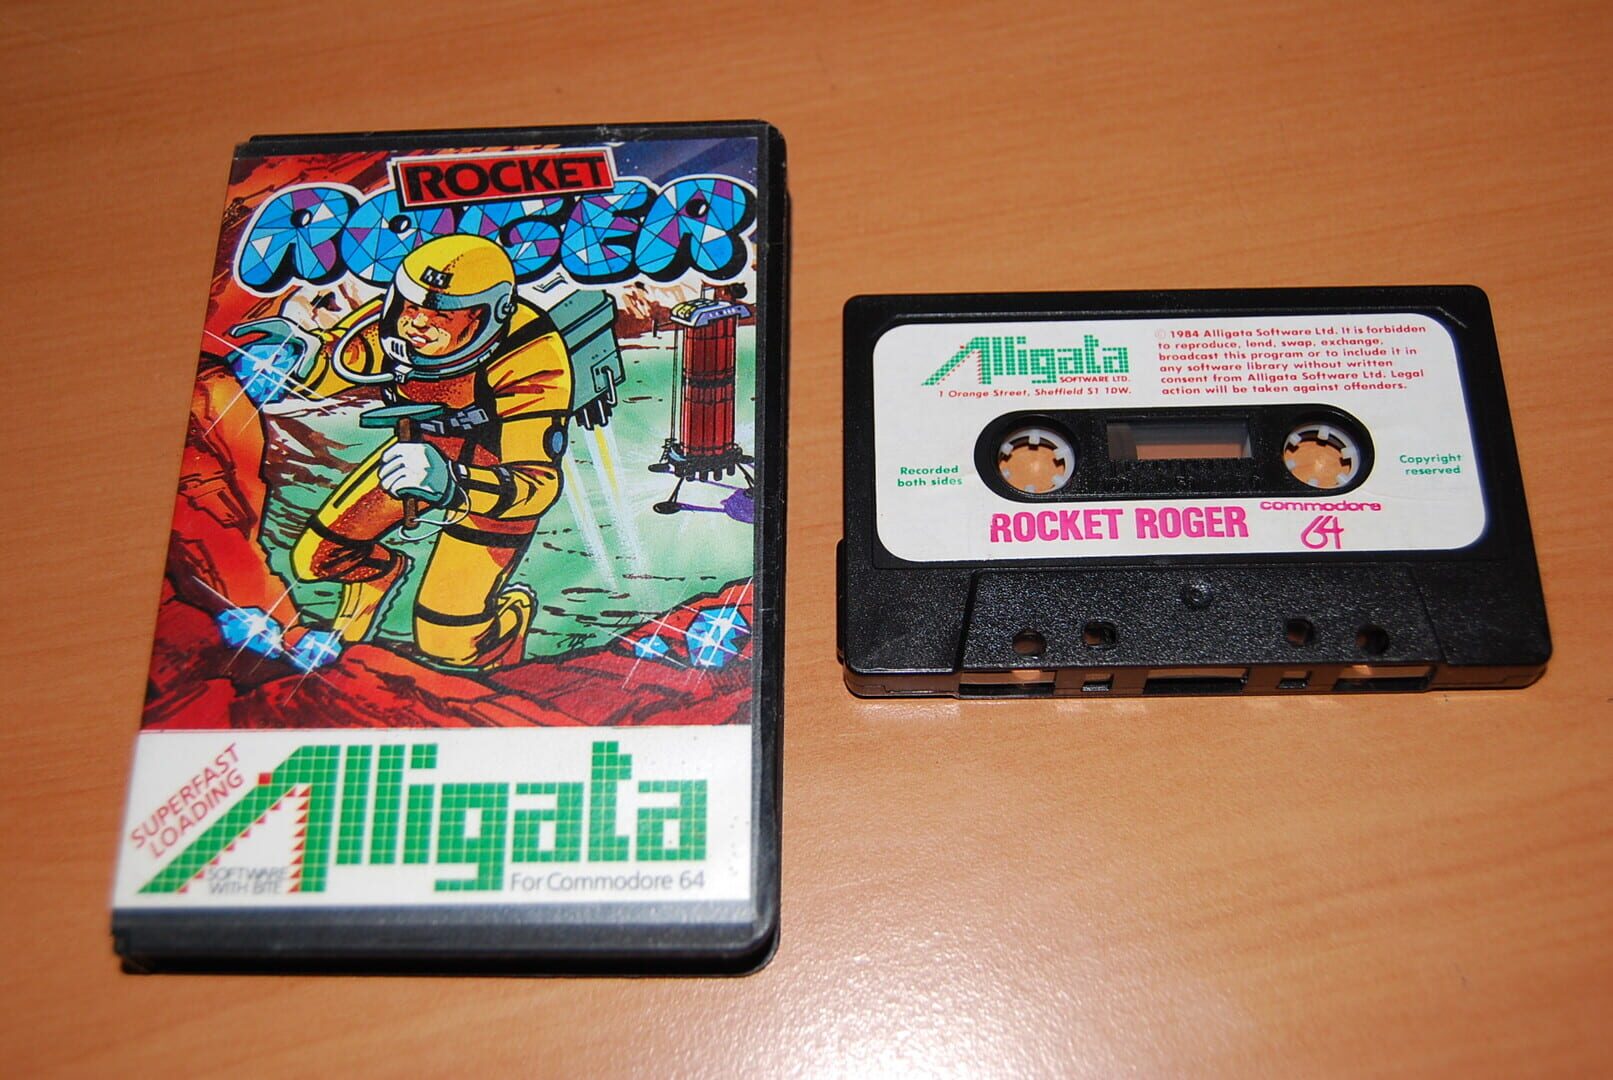 ROCKET
ROGER
SUPERFAST
LOADING
Alligata
SOFTWARE
WITH BITE
For Commodore 64
Alligata
SOFTWARE LTD.
1 Orange Street, Sheffield S1 1DW.
© 1984 Alligata Software Ltd. It is forbidden
to reproduce, lend, swap, exchange,
broadcast this program or to include it in
any software library without written
consent from Alligata Software Ltd. Legal
action will be taken against offenders.
Recorded
both sides
Copyright
reserved
ROCKET ROGER
commodore
64